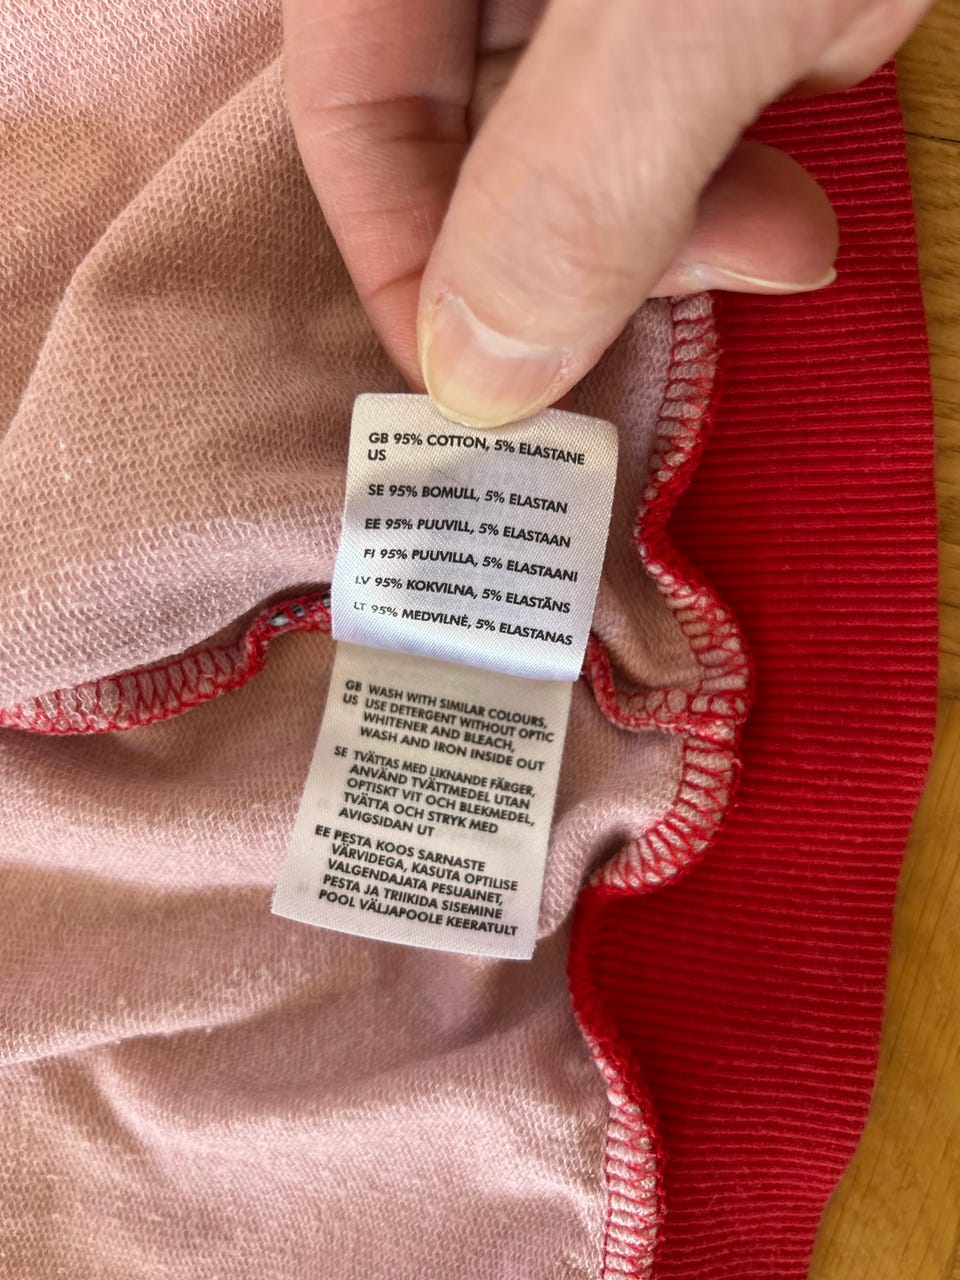 GB 95% COTTON, 5% ELASTANE
US
SE 95% BOMULL, 5% ELASTAN
EE 95% PUUVILL, 5% ELASTAAN
FI 95% PUUVILLA, 5% ELASTAANI
LV 95% KOKVILNA, 5% ELASTĀNS
LT 95% MEDVILNĖ, 5% ELASTANAS
GB WASH WITH SIMILAR COLOURS,
US USE DETERGENT WITHOUT OPTIC
WHITENER AND BLEACH,
WASH AND IRON INSIDE OUT
SE TVÄTTAS MED LIKNANDE FÄRGER,
ANVÄND TVÄTTMEDEL UTAN
OPTISKT VIT OCH BLEKMEDEL,
TVÄTTA OCH STRYK MED
AVIGSIDAN UT
EE PESTA KOOS SARNASTE
VÄRVIDEGA, KASUTA OPTILISE
VALGENDAJATA PESUAINET,
PESTA JA TRIIKIDA SISEMINE
POOL VÄLJAPOOLE KEERATULT